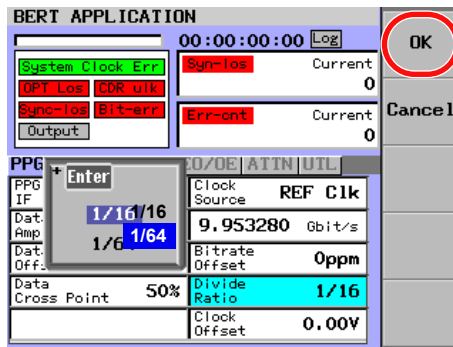 BERT APPLICATION
00:00:00:00 Log
OK
System Clock Err
OPT Los CDR ulk
Sync-los Bit-err
Output
Syn-los Current
0
Err-cnt Current
0
Cancel
PPG EO/OE ATTN UTL
Enter
1/16 1/16
1/64 1/64
PPG IF
Clock Source REF Clk
Data Amp
9.953280 Gbit/s
Data Offs
Bitrate Offset 0ppm
Data Cross Point 50%
Divide Ratio 1/16
Clock Offset 0.00V